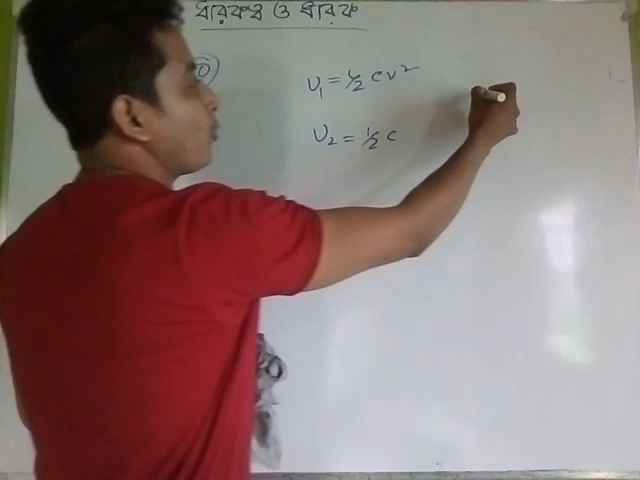 ধারকত্ব ও ধারক
U₁ = ½ CV²
U₂ = ½ C